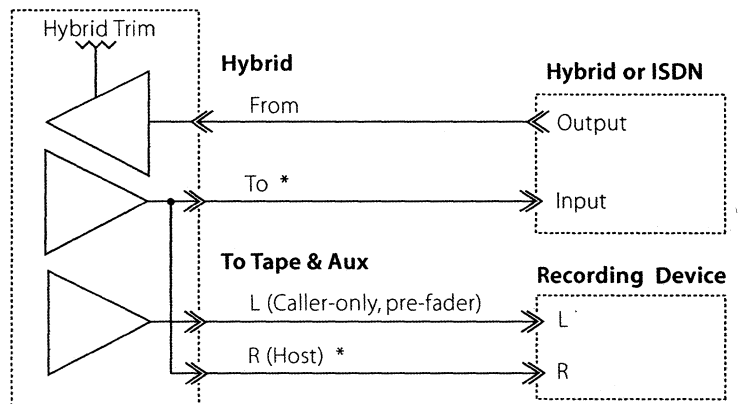 Hybrid Trim
Hybrid
Hybrid or ISDN
From
Output
To *
Input
To Tape & Aux
Recording Device
L (Caller-only, pre-fader)
L
R (Host) *
R